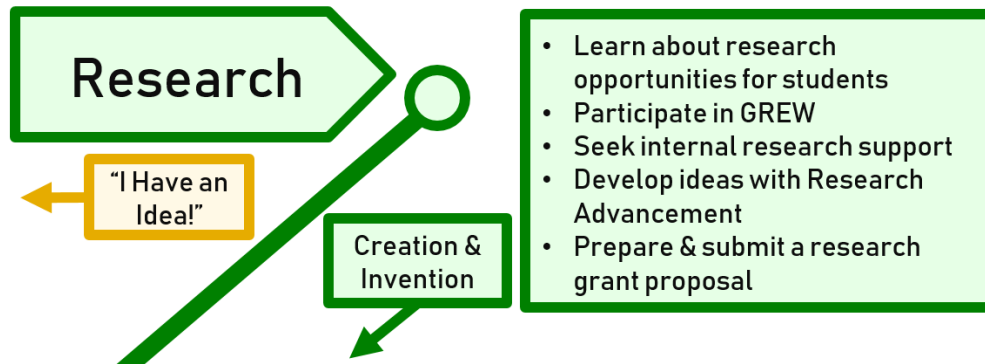 Research
“I Have an
Idea!”
Creation &
Invention
• Learn about research
opportunities for students
• Participate in GREW
• Seek internal research support
• Develop ideas with Research
Advancement
• Prepare & submit a research
grant proposal